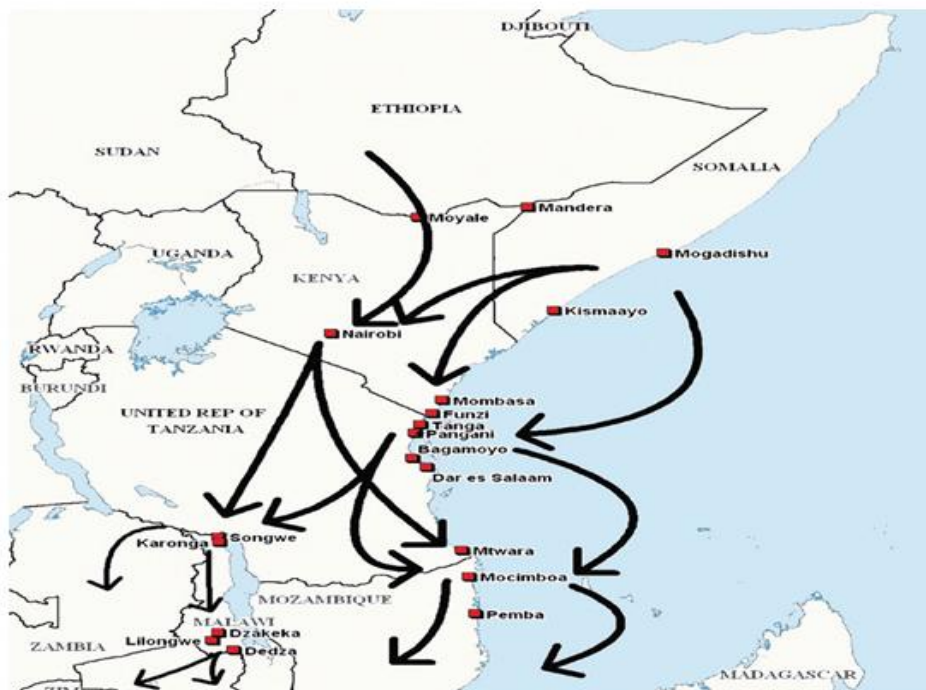 DJIBOUTI
ETHIOPIA
SUDAN
SOMALIA
Moyale
Mandera
UGANDA
KENYA
Mogadishu
Kismaayo
Nairobi
RWANDA
BURUNDI
Mombasa
Funzi
UNITED REP OF
TANZANIA
Tanga
Pangani
Bagamoyo
Dar es Salaam
Songwe
Karonga
Mtwara
Mocimboa
MOZAMBIQUE
Pemba
MALAWI
Dzakeka
ZAMBIA
Lilongwe
Dedza
MADAGASCAR